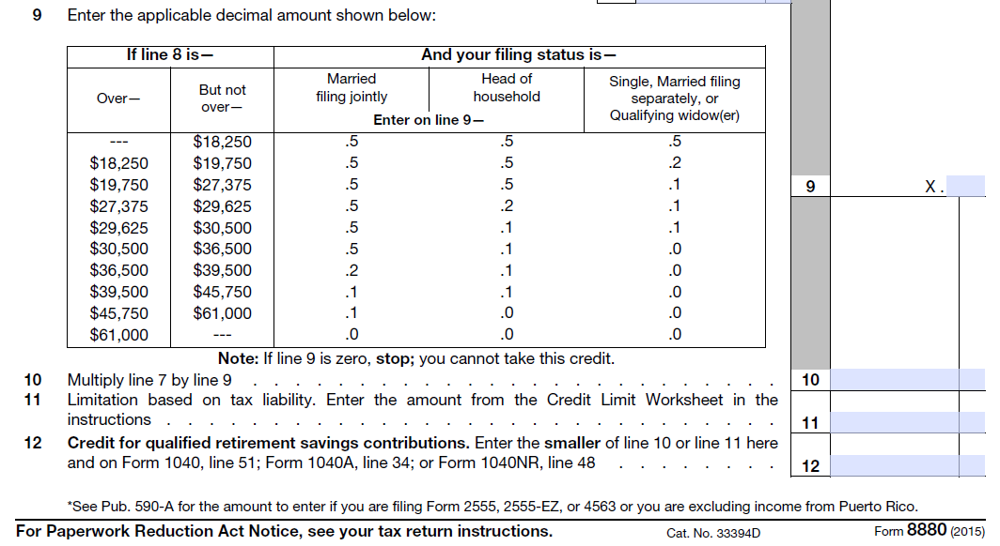 9 Enter the applicable decimal amount shown below:
If line 8 is— And your filing status is—
Over— But not over— Married filing jointly Head of household Single, Married filing separately, or Qualifying widow(er)
Enter on line 9—
--- $18,250 .5 .5 .5
$18,250 $19,750 .5 .5 .2
$19,750 $27,375 .5 .5 .1
$27,375 $29,625 .5 .2 .1
$29,625 $30,500 .5 .1 .1
$30,500 $36,500 .5 .1 .0
$36,500 $39,500 .2 .1 .0
$39,500 $45,750 .1 .1 .0
$45,750 $61,000 .1 .0 .0
$61,000 --- .0 .0 .0
9 X .
Note: If line 9 is zero, stop; you cannot take this credit.
10 Multiply line 7 by line 9 . . . . . . . . . . . . . . . . . . . . . . . . . 10
11 Limitation based on tax liability. Enter the amount from the Credit Limit Worksheet in the
instructions . . . . . . . . . . . . . . . . . . . . . . . . . . . . . 11
12 Credit for qualified retirement savings contributions. Enter the smaller of line 10 or line 11 here
and on Form 1040, line 51; Form 1040A, line 34; or Form 1040NR, line 48 . . . . . . . . 12
*See Pub. 590-A for the amount to enter if you are filing Form 2555, 2555-EZ, or 4563 or you are excluding income from Puerto Rico.
For Paperwork Reduction Act Notice, see your tax return instructions. Cat. No. 33394D Form 8880 (2015)